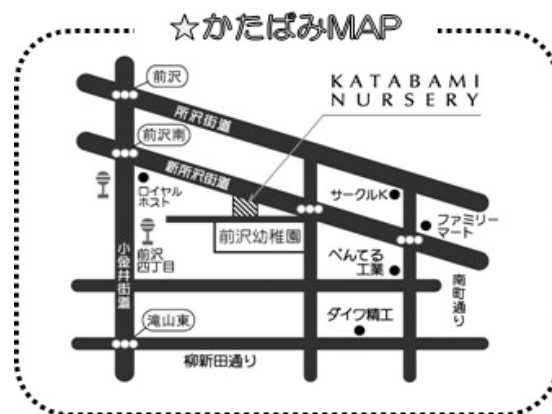 ☆かたばみMAP
前沢
KATABAMI
NURSERY
所沢街道
前沢南
新所沢街道
ロイヤル
ホスト
サークルK
ファミリー
マート
前沢幼稚園
前沢
四丁目
小金井街道
ぺんてる
工業
南町通り
滝山東
ダイワ精工
柳新田通り